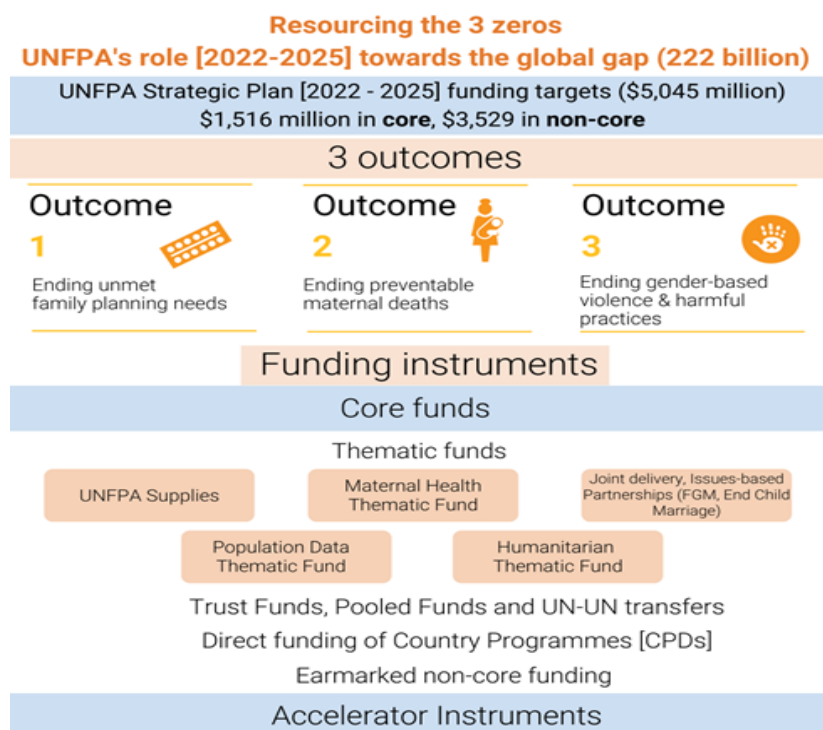 Resourcing the 3 zeros
UNFPA's role [2022-2025] towards the global gap (222 billion)
UNFPA Strategic Plan [2022 - 2025] funding targets ($5,045 million)
$1,516 million in core, $3,529 in non-core
3 outcomes
Outcome
1
Ending unmet
family planning needs
Outcome
2
Ending preventable
maternal deaths
Outcome
3
Ending gender-based
violence & harmful
practices
Funding instruments
Core funds
Thematic funds
UNFPA Supplies
Maternal Health
Thematic Fund
Joint delivery, Issues-based
Partnerships (FGM, End Child
Marriage)
Population Data
Thematic Fund
Humanitarian
Thematic Fund
Trust Funds, Pooled Funds and UN-UN transfers
Direct funding of Country Programmes [CPDs]
Earmarked non-core funding
Accelerator Instruments